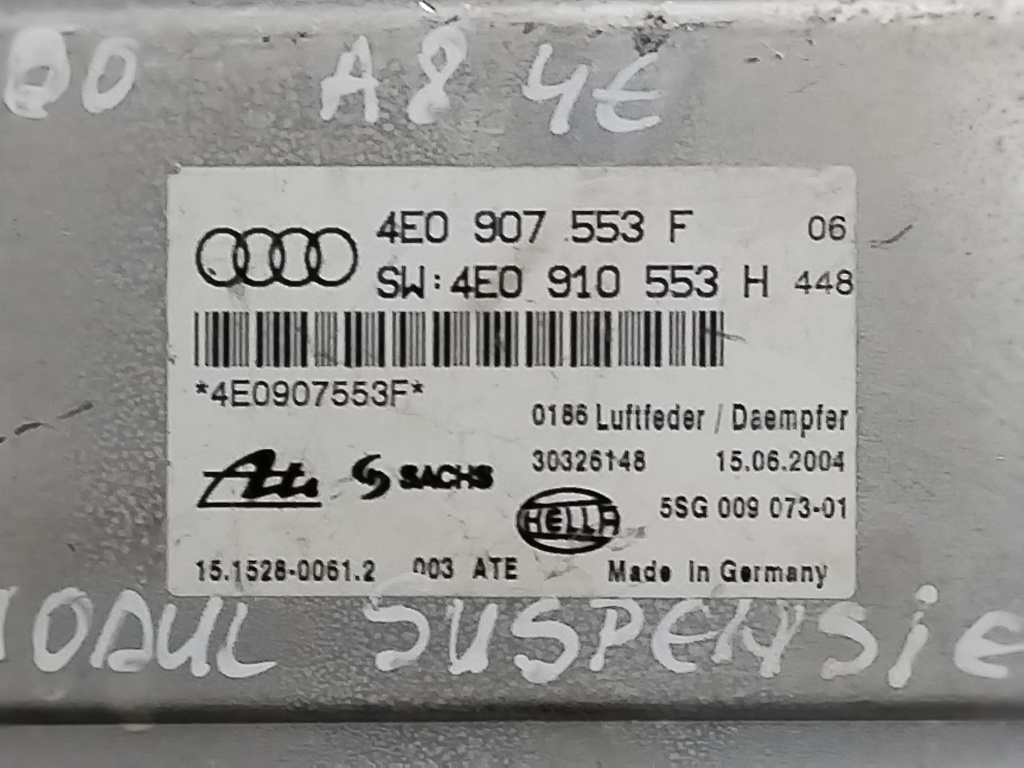 A8 4E
4E0 907 553 F 06
SW: 4E0 910 553 H 448
*4E0907553F*
0186 Luftfeder / Daempfer
Ate SACHS 30326148 15.06.2004
HELLA 5SG 009 073-01
15.1528-0061.2 003 ATE Made in Germany
SUSPENSIE